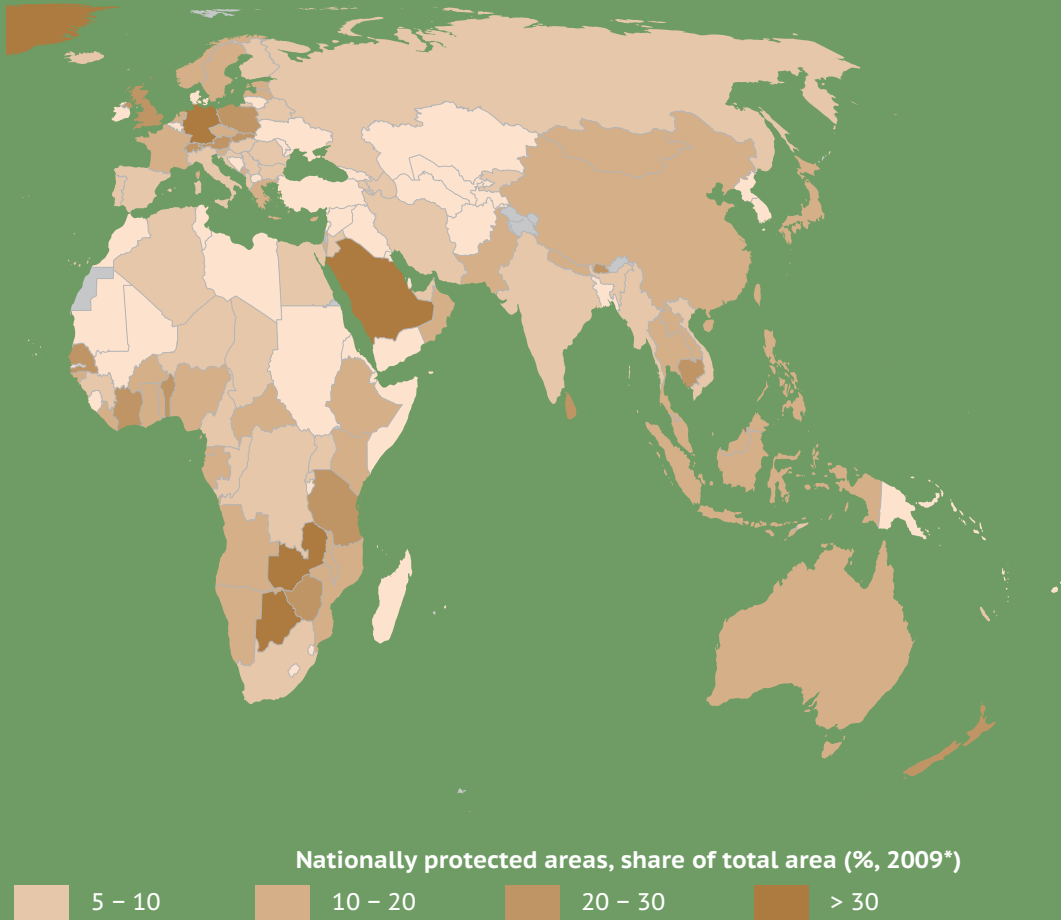 Nationally protected areas, share of total area (%, 2009*)
5 – 10 10 – 20 20 – 30 > 30